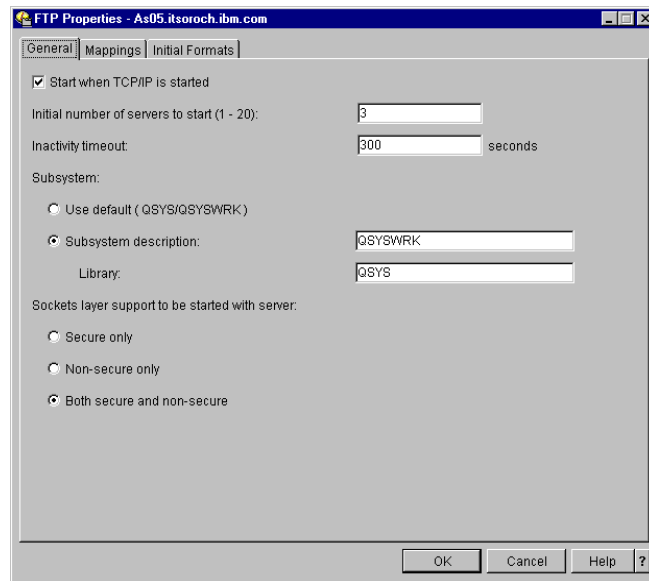 FTP Properties - As05.itsoroch.ibm.com
General Mappings Initial Formats
Start when TCP/IP is started
Initial number of servers to start (1 - 20): 3
Inactivity timeout: 300 seconds
Subsystem:
Use default ( QSYS/QSYSWRK )
Subsystem description: QSYSWRK
Library: QSYS
Sockets layer support to be started with server:
Secure only
Non-secure only
Both secure and non-secure
OK Cancel Help ?